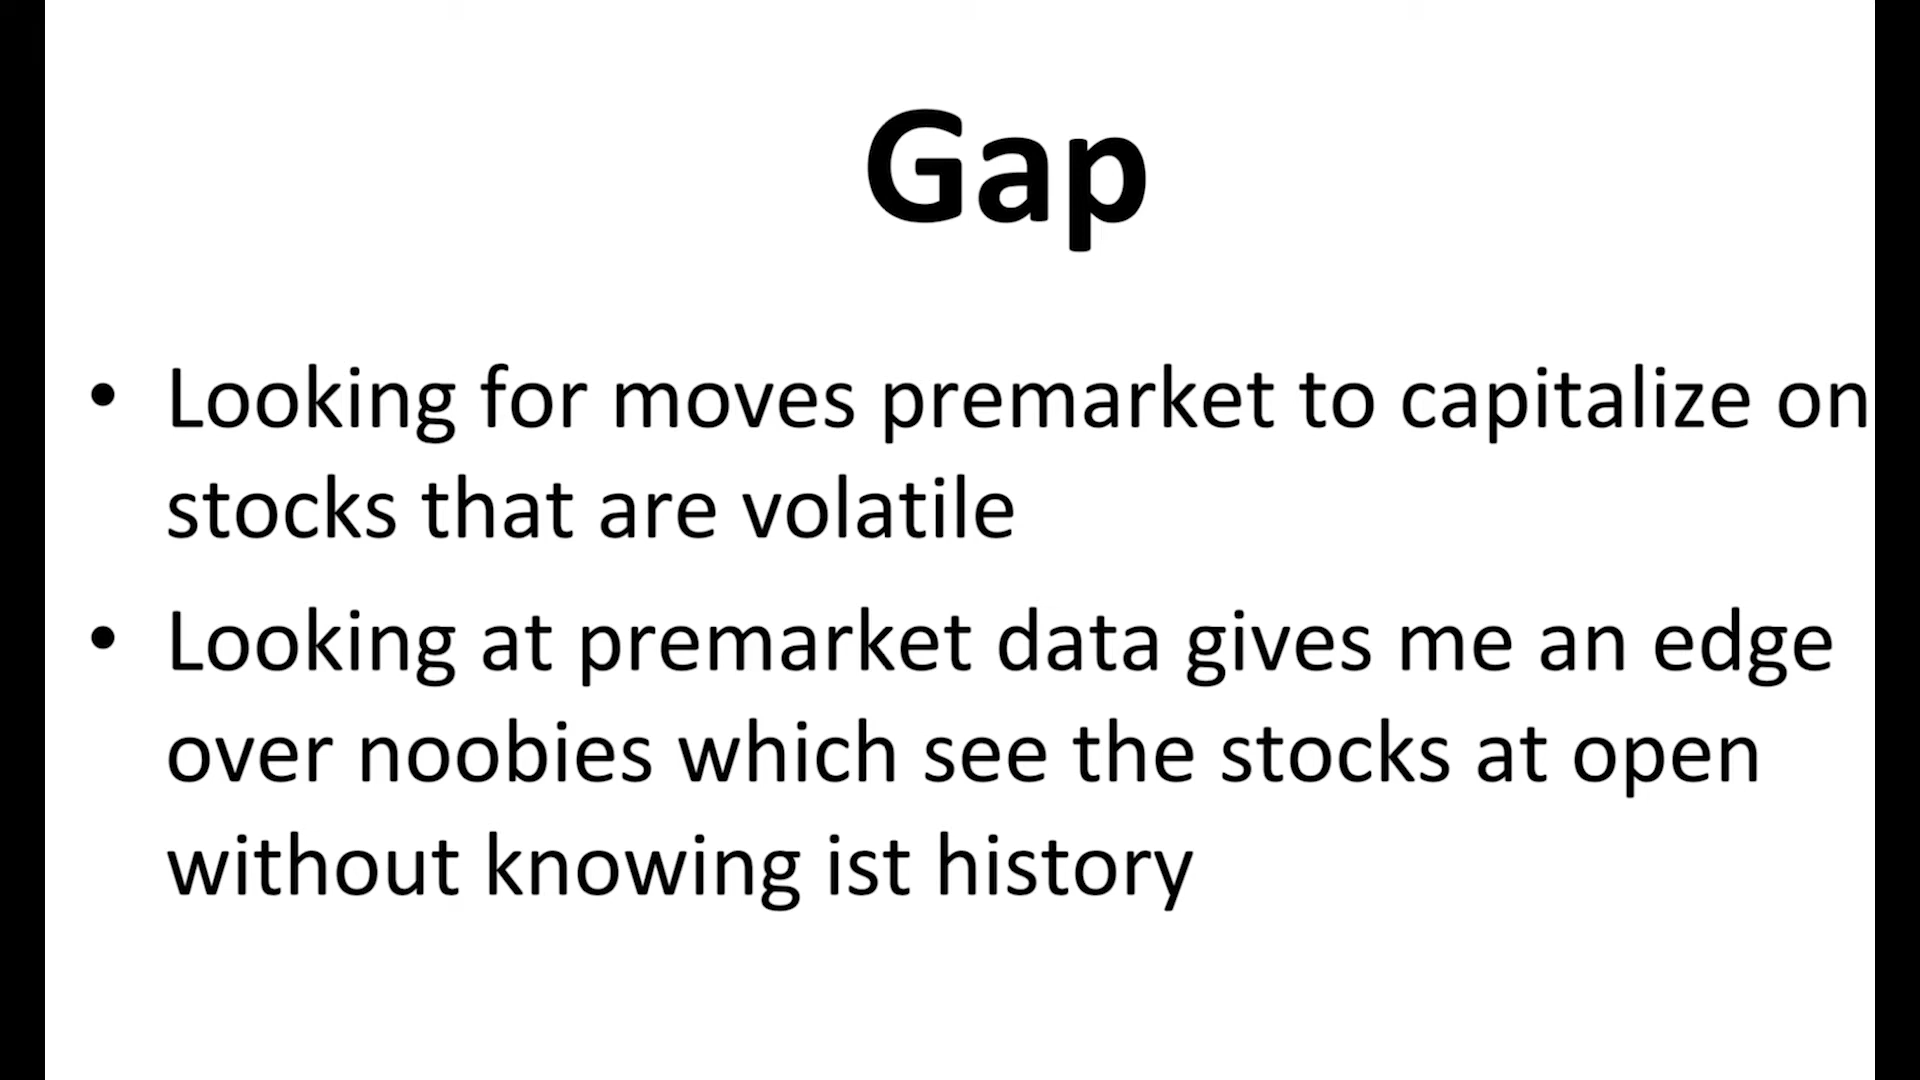 Gap
• Looking for moves premarket to capitalize on
stocks that are volatile
• Looking at premarket data gives me an edge
over noobies which see the stocks at open
without knowing ist history